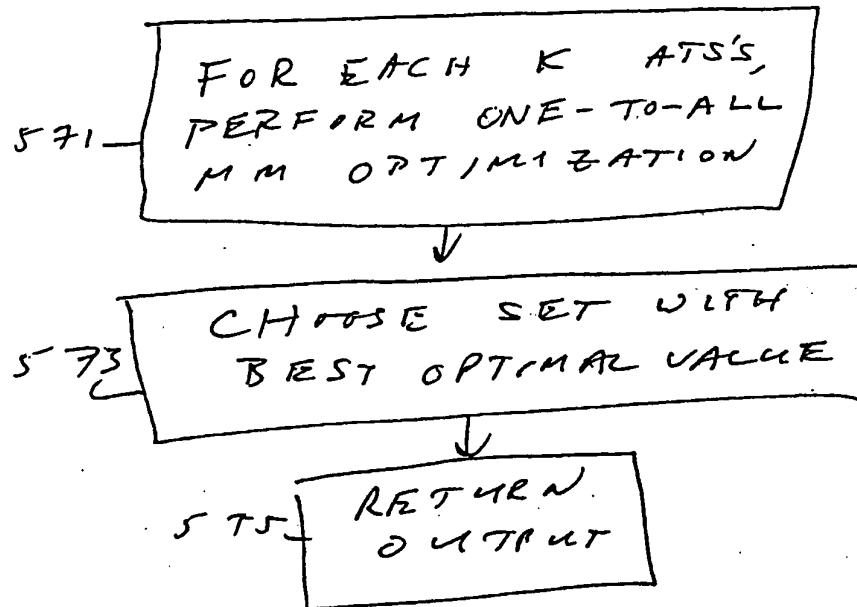 FOR EACH K ATS'S,
571
PERFORM ONE-TO-ALL
MM OPTIMIZATION
CHOOSE SET WITH
573
BEST OPTIMAL VALUE
575
RETURN
OUTPUT